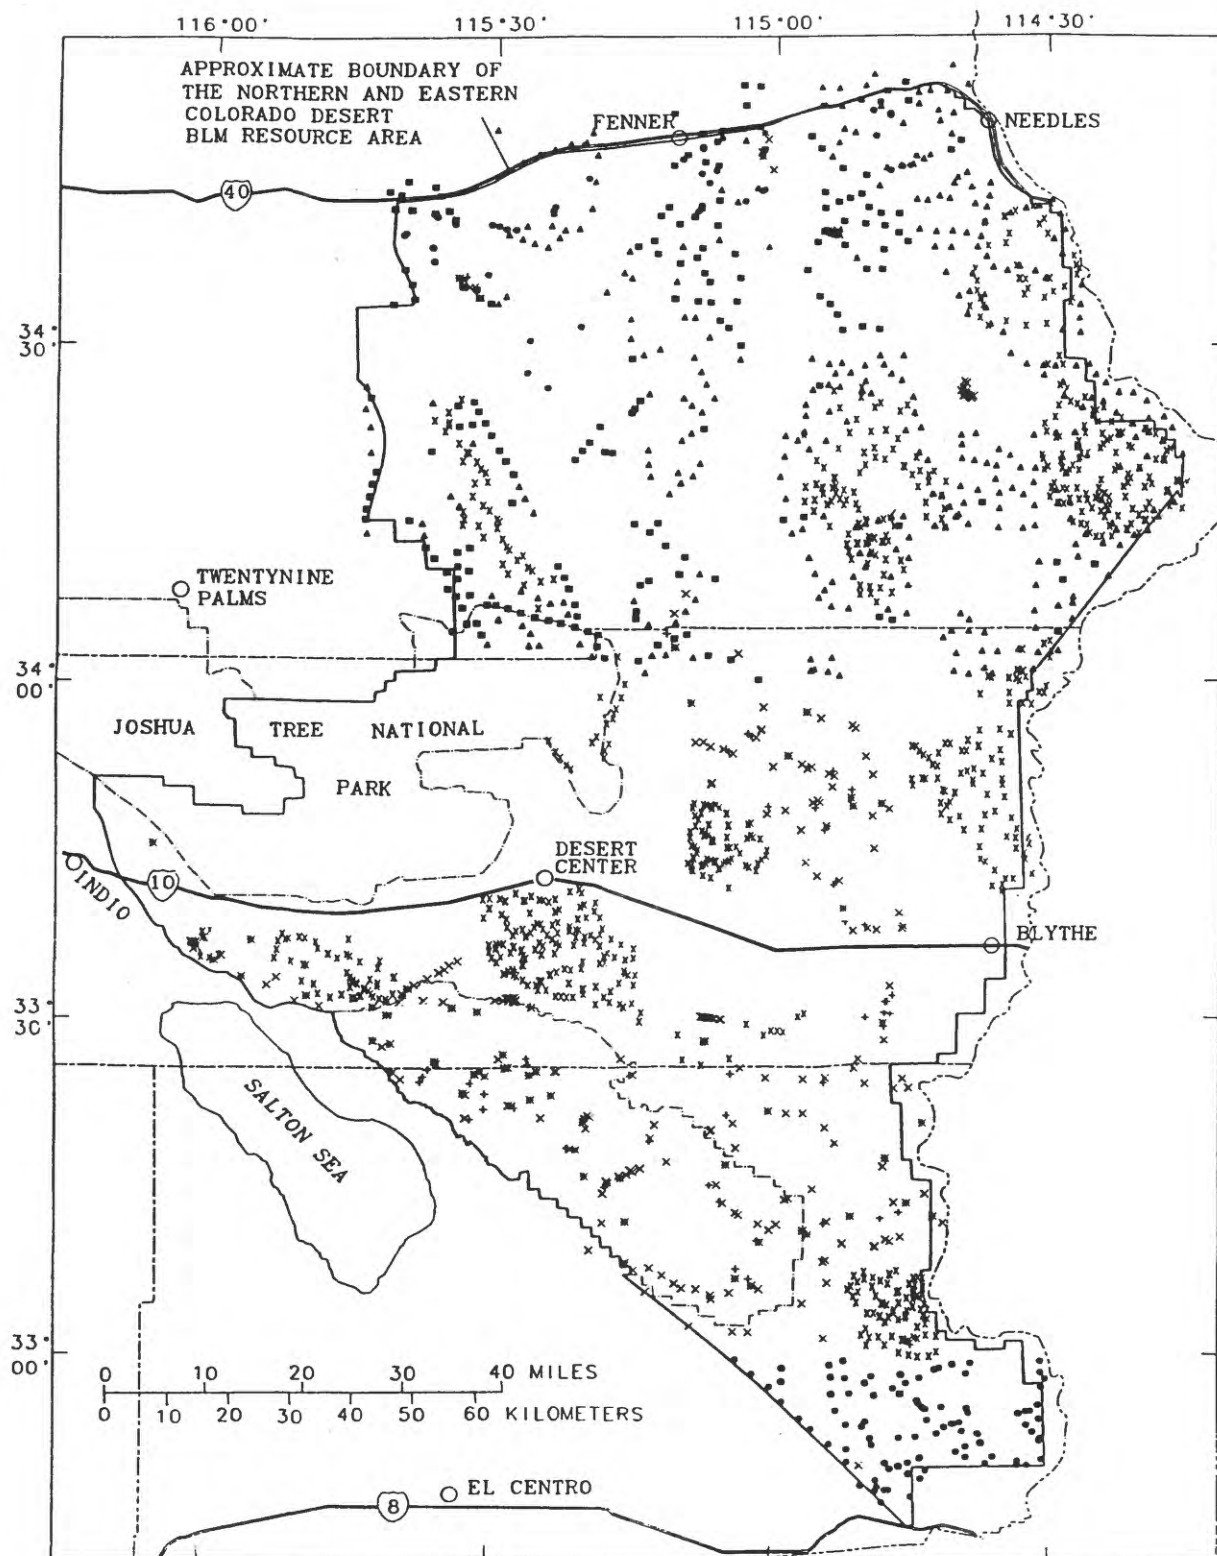 116°00' 115°30' 115°00' 114°30'
APPROXIMATE BOUNDARY OF
THE NORTHERN AND EASTERN
COLORADO DESERT
BLM RESOURCE AREA
FENNER
NEEDLES
40
34°
30'
TWENTYNINE
PALMS
34°
00'
JOSHUA TREE NATIONAL
PARK
DESERT
CENTER
10
INDIO
BLYTHE
33°
30'
SALTON SEA
33°
00'
0 10 20 30 40 MILES
0 10 20 30 40 50 60 KILOMETERS
EL CENTRO
8